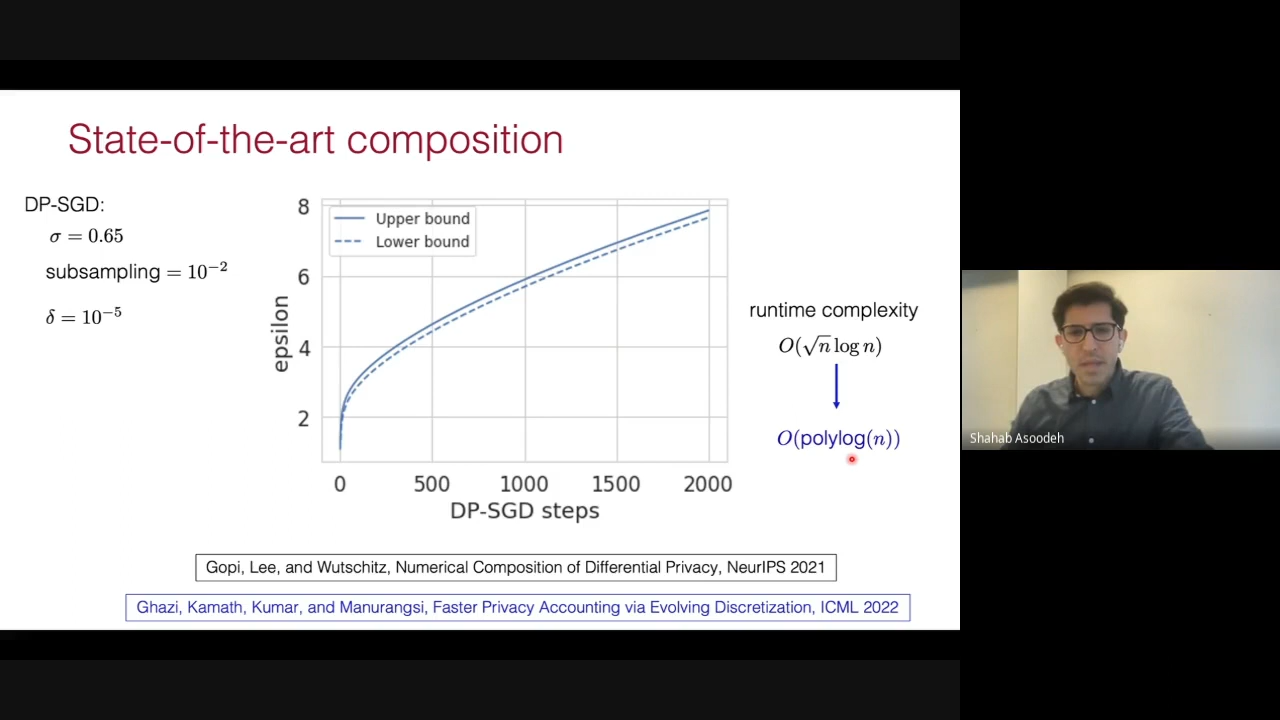 State-of-the-art composition
DP-SGD:
σ = 0.65
subsampling = 10⁻²
δ = 10⁻⁵
8
6
4
2
epsilon
Upper bound
Lower bound
0 500 1000 1500 2000
DP-SGD steps
runtime complexity
O(√n log n)
O(polylog(n))
Gopi, Lee, and Wutschitz, Numerical Composition of Differential Privacy, NeurIPS 2021
Ghazi, Kamath, Kumar, and Manurangsi, Faster Privacy Accounting via Evolving Discretization, ICML 2022
Shahab Asoodeh